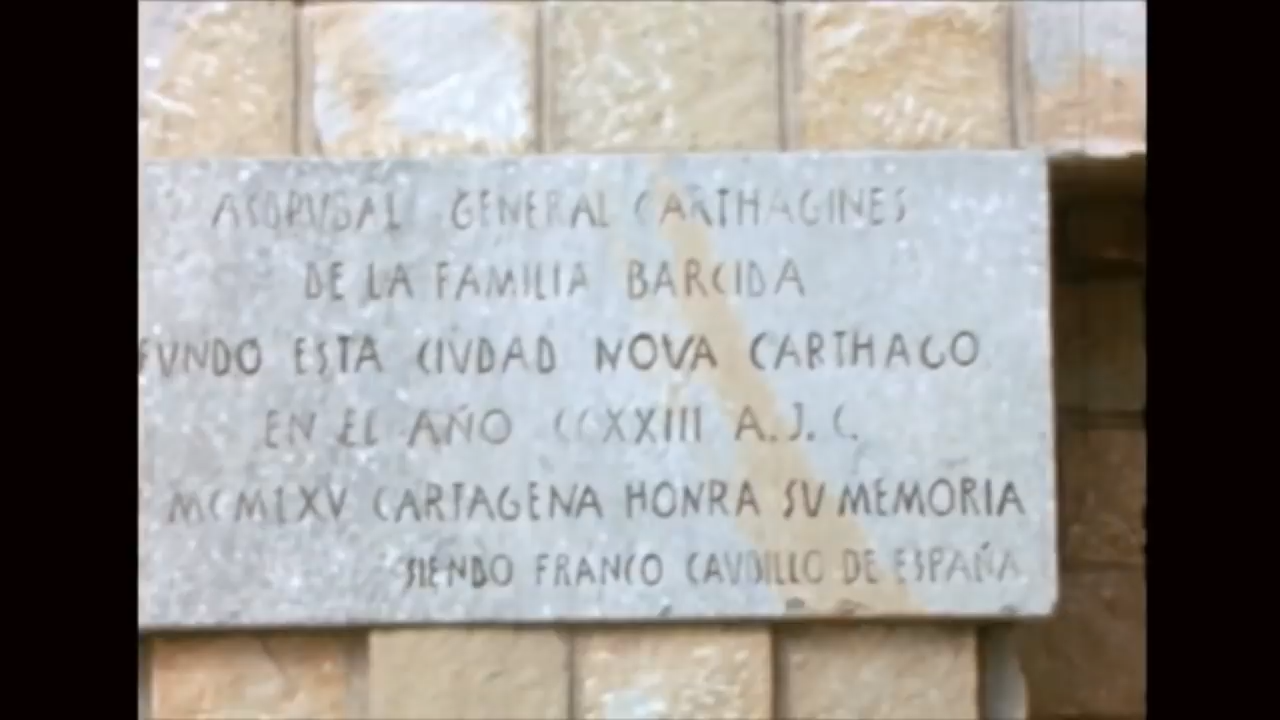 ASDRVBAL GENERAL CARTHAGINES
DE LA FAMILIA BARCIDA
FVNDO ESTA CIVDAD NOVA CARTHAGO
EN EL AÑO CCXXIII A.J.C.
MCMLXV CARTAGENA HONRA SV MEMORIA
SIENDO FRANCO CAVDILLO DE ESPAÑA